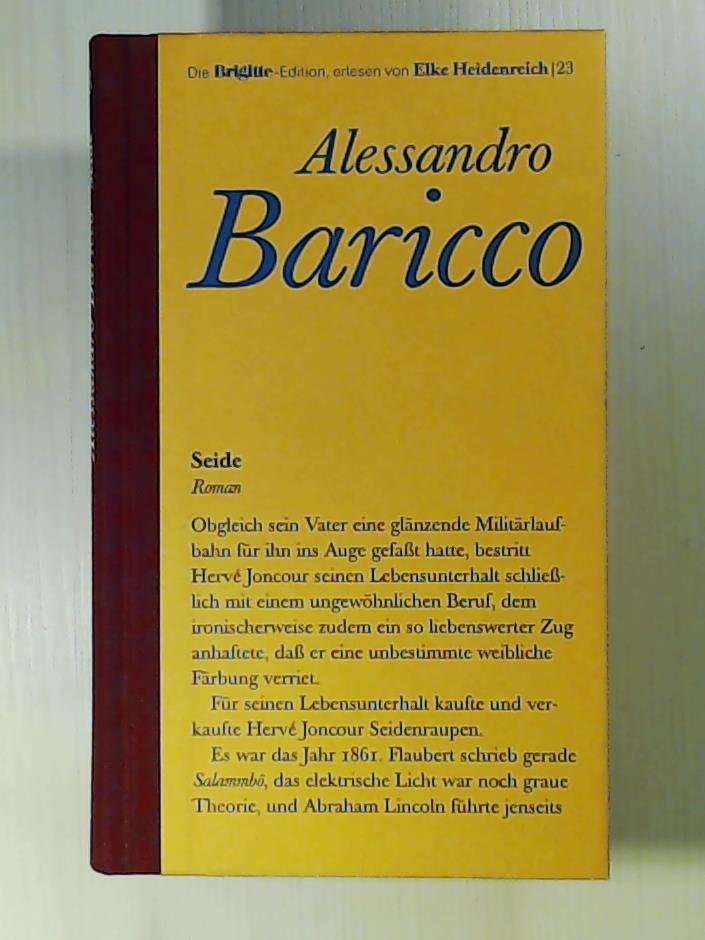 Die Brigitte-Edition, erlesen von Elke Heidenreich | 23
Alessandro
Baricco
Seide
Roman
Obgleich sein Vater eine glänzende Militärlauf-
bahn für ihn ins Auge gefaßt hatte, bestritt
Hervé Joncour seinen Lebensunterhalt schließ-
lich mit einem ungewöhnlichen Beruf, dem
ironischerweise zudem ein so liebenswerter Zug
anhaftete, daß er eine unbestimmte weibliche
Färbung verriet.
Für seinen Lebensunterhalt kaufte und ver-
kaufte Hervé Joncour Seidenraupen.
Es war das Jahr 1861. Flaubert schrieb gerade
Salammbô, das elektrische Licht war noch graue
Theorie, und Abraham Lincoln führte jenseits